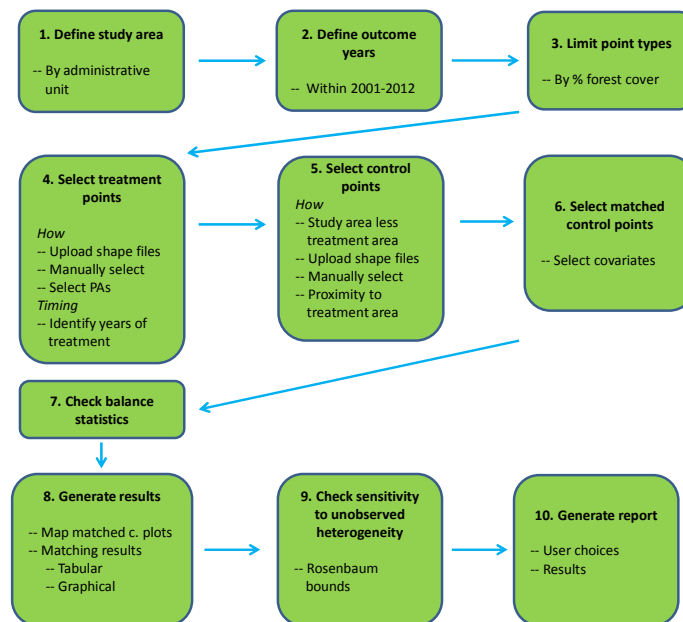 1. Define study area
-- By administrative
unit
2. Define outcome
years
-- Within 2001-2012
3. Limit point types
-- By % forest cover
4. Select treatment
points
How
-- Upload shape files
-- Manually select
-- Select PAs
Timing
-- Identify years of
treatment
5. Select control
points
How
-- Study area less
treatment area
-- Upload shape files
-- Manually select
-- Proximity to
treatment area
6. Select matched
control points
-- Select covariates
7. Check balance
statistics
8. Generate results
-- Map matched c. plots
-- Matching results
-- Tabular
-- Graphical
9. Check sensitivity
to unobserved
heterogeneity
-- Rosenbaum
bounds
10. Generate report
-- User choices
-- Results